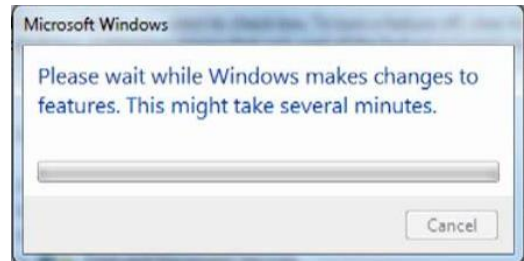 Microsoft Windows
Please wait while Windows makes changes to
features. This might take several minutes.
Cancel